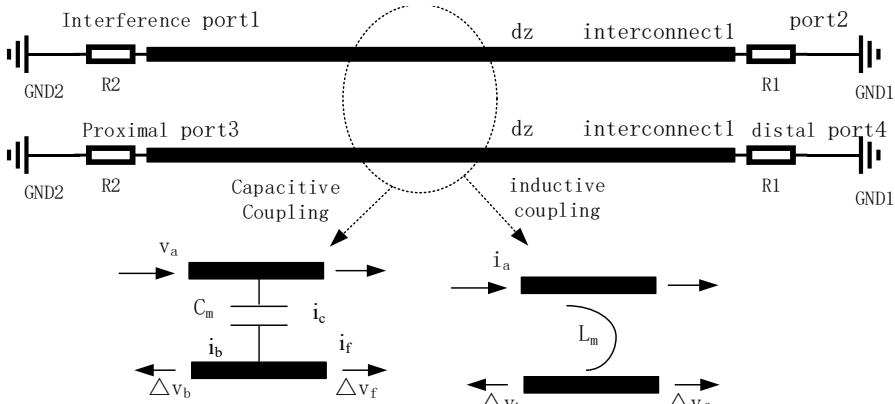 Interference port1 dz interconnect1 port2
GND2 R2 R1 GND1
Proximal port3 dz interconnect1 distal port4
GND2 R2 R1 GND1
Capacitive
Coupling
inductive
coupling
va
ia
Cm ic
Lm
ib if
△vb △vf